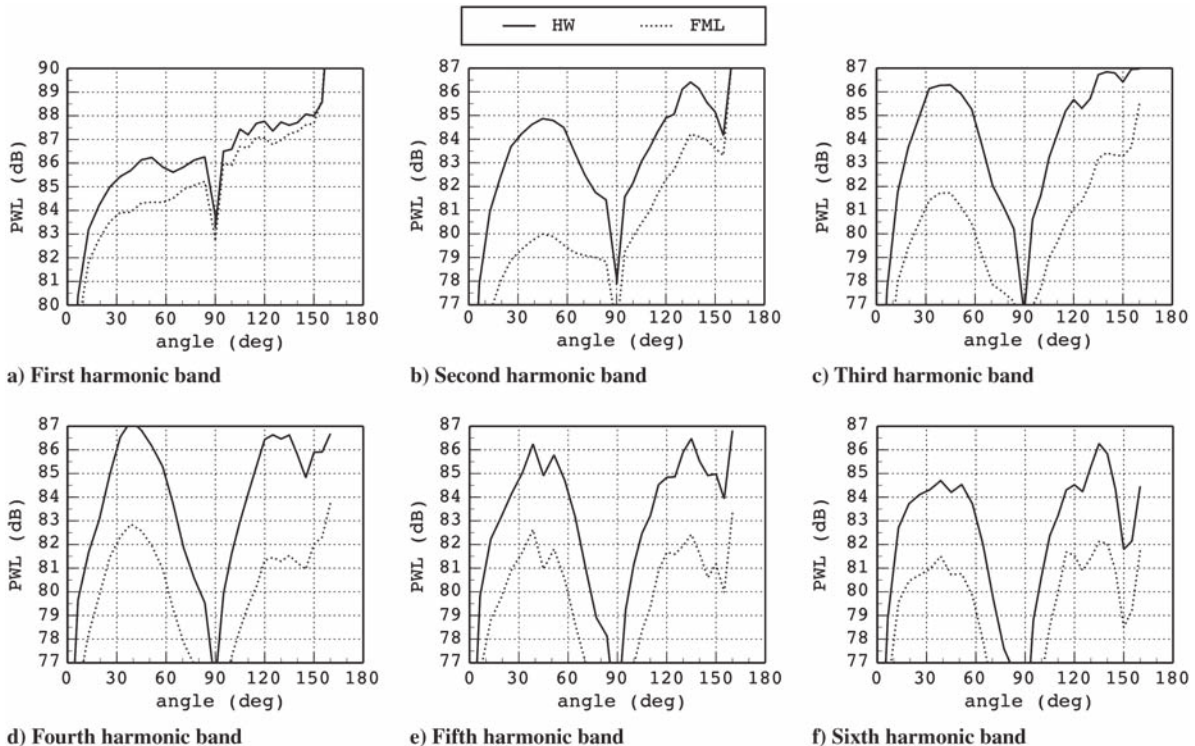 HW FML
90
89
88
87
86
85
84
83
82
81
80
PWL (dB)
0 30 60 90 120 150 180
angle (deg)
a) First harmonic band
87
86
85
84
83
82
81
80
79
78
77
PWL (dB)
0 30 60 90 120 150 180
angle (deg)
b) Second harmonic band
87
86
85
84
83
82
81
80
79
78
77
PWL (dB)
0 30 60 90 120 150 180
angle (deg)
c) Third harmonic band
87
86
85
84
83
82
81
80
79
78
77
PWL (dB)
0 30 60 90 120 150 180
angle (deg)
d) Fourth harmonic band
87
86
85
84
83
82
81
80
79
78
77
PWL (dB)
0 30 60 90 120 150 180
angle (deg)
e) Fifth harmonic band
87
86
85
84
83
82
81
80
79
78
77
PWL (dB)
0 30 60 90 120 150 180
angle (deg)
f) Sixth harmonic band